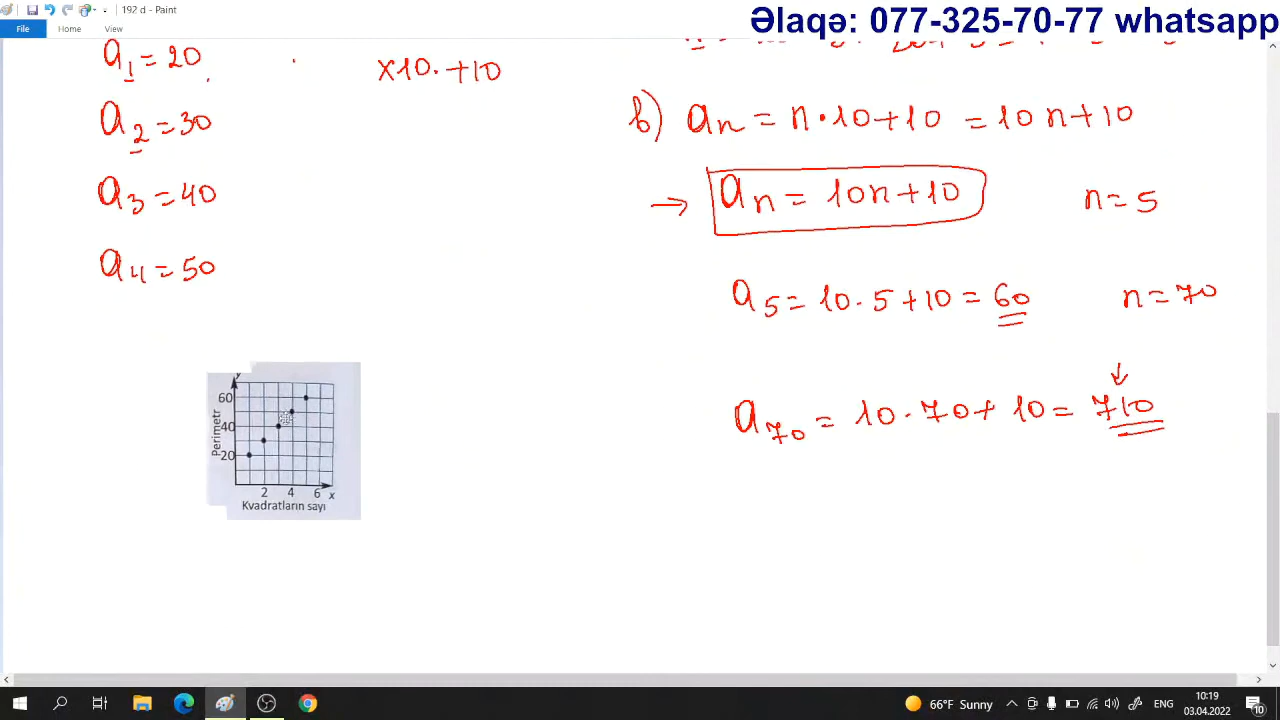 192 d - Paint
Əlaqə: 077-325-70-77 whatsapp
File Home View
a₁ = 20
x10. +10
a₂ = 30
b) aₙ = n·10+10 = 10n+10
a₃ = 40
→ aₙ = 10n+10
n = 5
a₄ = 50
a₅ = 10·5+10 = 60
n = 70
a₇₀ = 10·70+10 = 710
y
60
40
20
Perimetr
2 4 6 x
Kvadratların sayı
66°F Sunny
ENG
10:19
03.04.2022
10